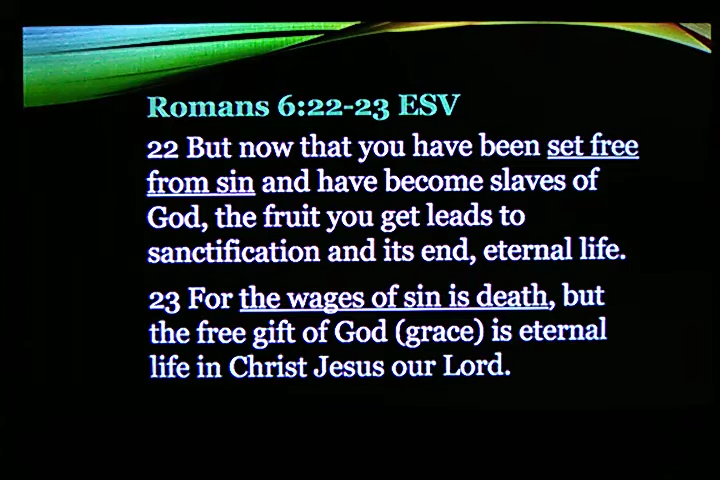 Romans 6:22-23 ESV
22 But now that you have been set free
from sin and have become slaves of
God, the fruit you get leads to
sanctification and its end, eternal life.
23 For the wages of sin is death, but
the free gift of God (grace) is eternal
life in Christ Jesus our Lord.